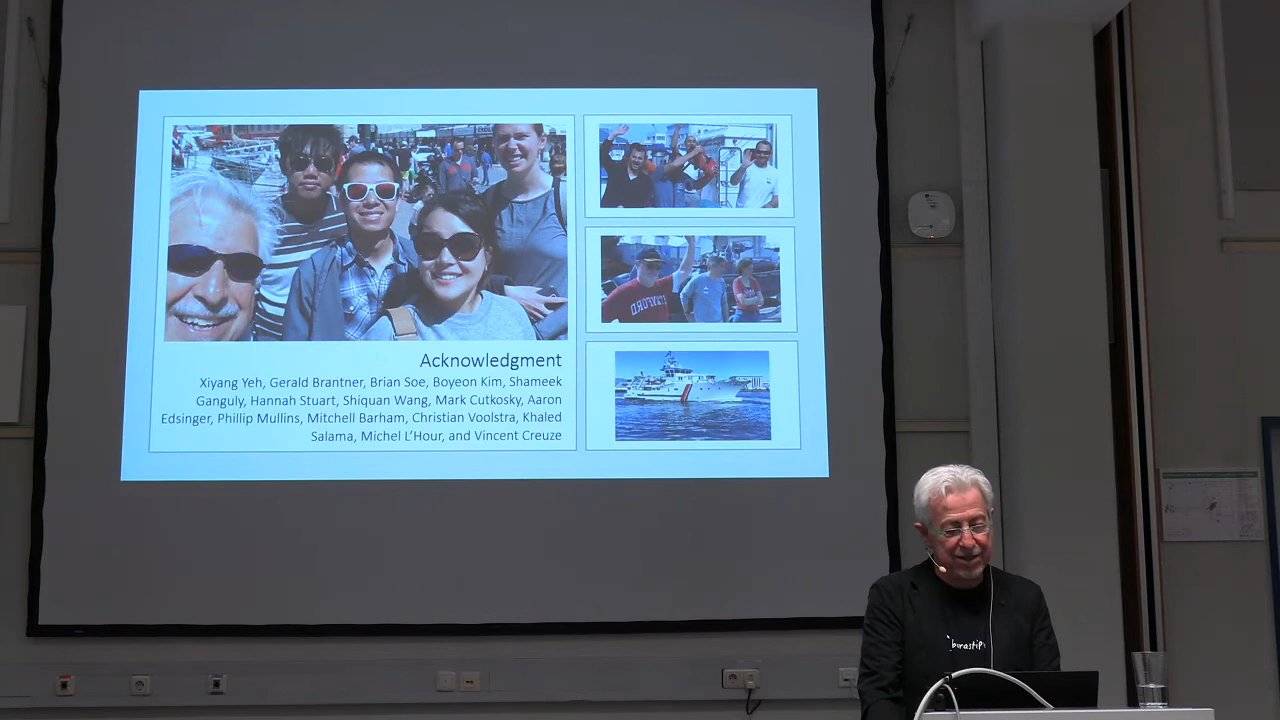 Acknowledgment
Xiyang Yeh, Gerald Brantner, Brian Soe, Boyeon Kim, Shameek
Ganguly, Hannah Stuart, Shiquan Wang, Mark Cutkosky, Aaron
Edsinger, Phillip Mullins, Mitchell Barham, Christian Voolstra, Khaled
Salama, Michel L'Hour, and Vincent Creuze